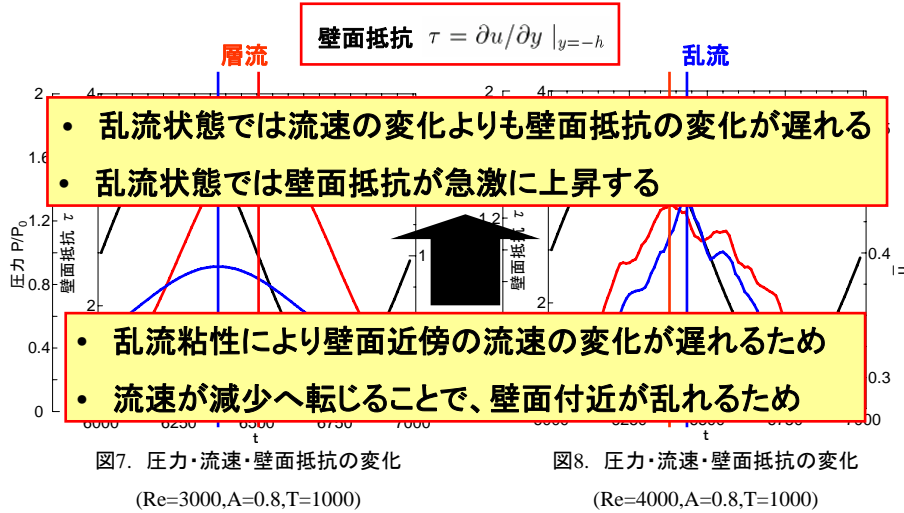 壁面抵抗 τ = ∂u/∂y |y=−h
層流
乱流
2
4
2
4
• 乱流状態では流速の変化よりも壁面抵抗の変化が遅れる
• 乱流状態では壁面抵抗が急激に上昇する
1.6
1.2
0.8
0.4
0
圧力 P/P0
壁面抵抗 τ
2
1
1.2
壁面抵抗 τ
2
0.4
0.3
u
• 乱流粘性により壁面近傍の流速の変化が遅れるため
• 流速が減少へ転じることで、壁面付近が乱れるため
6000 6250 6500 6750 7000
t
t
図7. 圧力・流速・壁面抵抗の変化
(Re=3000,A=0.8,T=1000)
図8. 圧力・流速・壁面抵抗の変化
(Re=4000,A=0.8,T=1000)